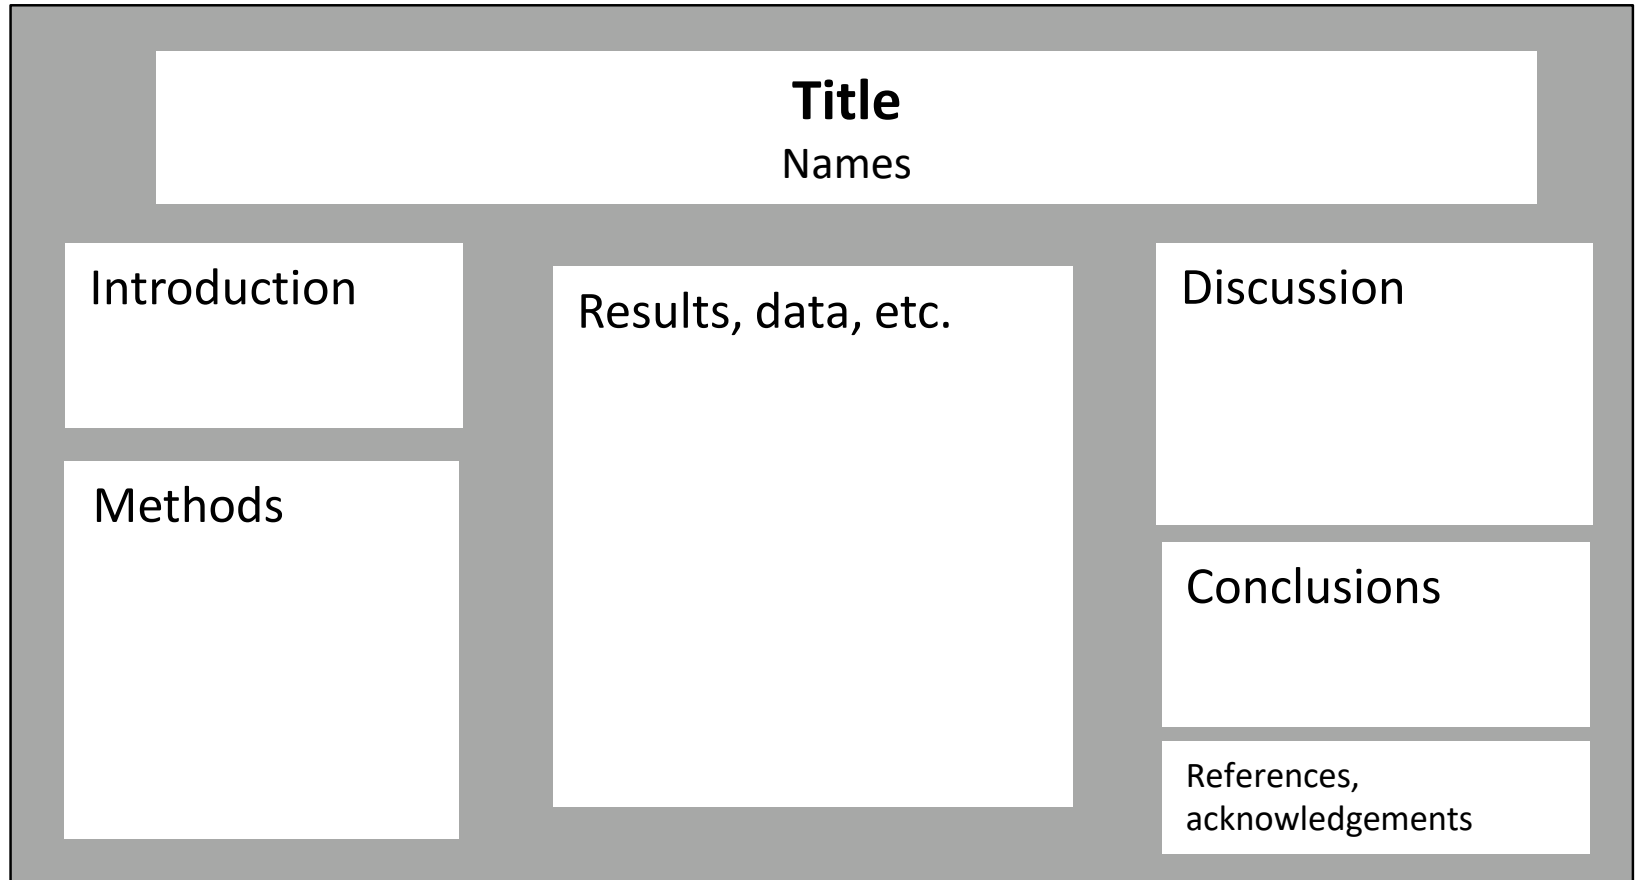 Title
Names
Introduction
Methods
Results, data, etc.
Discussion
Conclusions
References,
acknowledgements